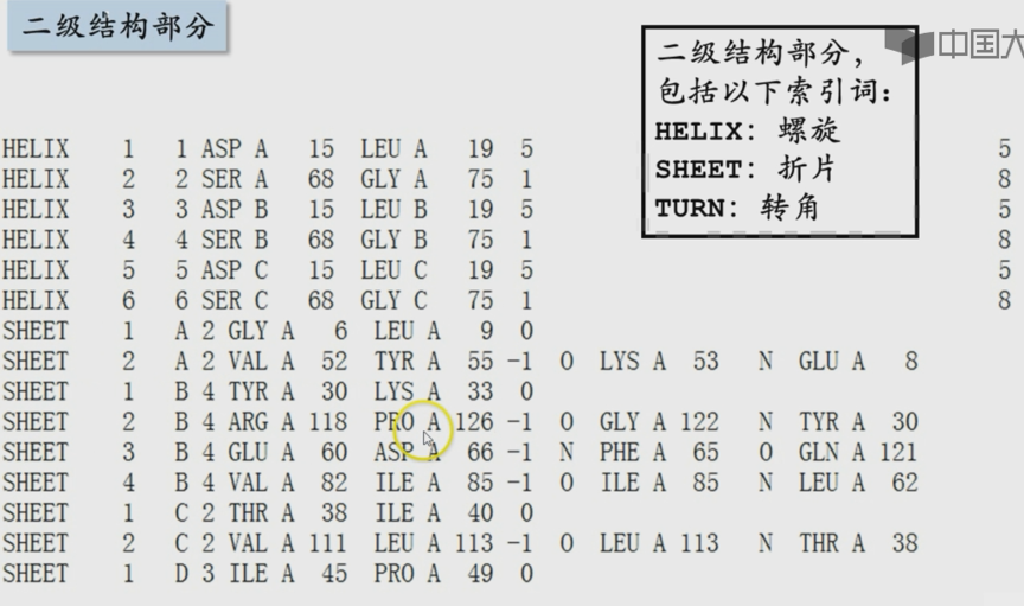 二级结构部分
中国大
二级结构部分，
包括以下索引词：
HELIX： 螺旋
SHEET： 折片
TURN： 转角
HELIX 1 1 ASP A 15 LEU A 19 5 5
HELIX 2 2 SER A 68 GLY A 75 1 8
HELIX 3 3 ASP B 15 LEU B 19 5 5
HELIX 4 4 SER B 68 GLY B 75 1 8
HELIX 5 5 ASP C 15 LEU C 19 5 5
HELIX 6 6 SER C 68 GLY C 75 1 8
SHEET 1 A 2 GLY A 6 LEU A 9 0
SHEET 2 A 2 VAL A 52 TYR A 55 -1 O LYS A 53 N GLU A 8
SHEET 1 B 4 TYR A 30 LYS A 33 0
SHEET 2 B 4 ARG A 118 PRO A 126 -1 O GLY A 122 N TYR A 30
SHEET 3 B 4 GLU A 60 ASP A 66 -1 N PHE A 65 O GLN A 121
SHEET 4 B 4 VAL A 82 ILE A 85 -1 O ILE A 85 N LEU A 62
SHEET 1 C 2 THR A 38 ILE A 40 0
SHEET 2 C 2 VAL A 111 LEU A 113 -1 O LEU A 113 N THR A 38
SHEET 1 D 3 ILE A 45 PRO A 49 0